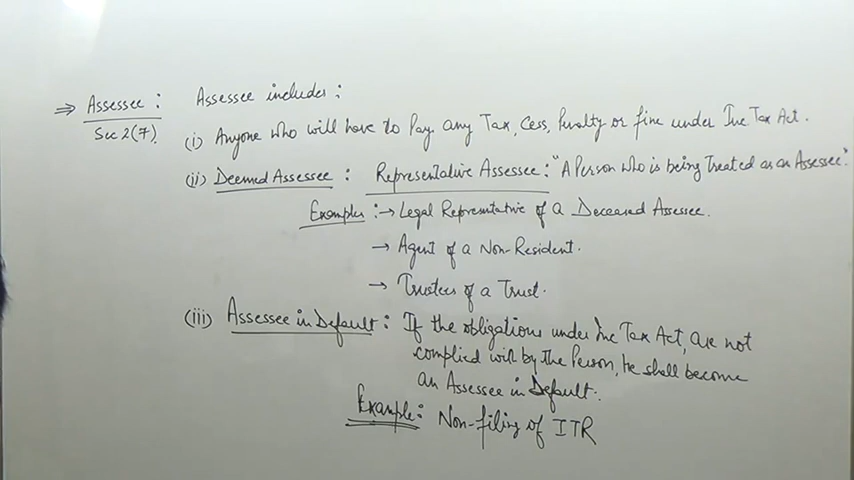 ⇒ Assessee : Assessee includes :
Sec 2(7).
(i) Anyone who will have to Pay any Tax, Cess, Penalty or fine under Inc Tax Act.
(ii) Deemed Assessee : Representative Assessee : "A Person who is being treated as an Assessee".
Examples : → Legal Representative of a Deceased Assessee.
→ Agent of a Non-Resident.
→ Trustees of a Trust.
(iii) Assessee in Default : If the obligations under Inc Tax Act, are not
complied with by the Person, he shall become
an Assessee in Default.
Example : Non-filing of ITR